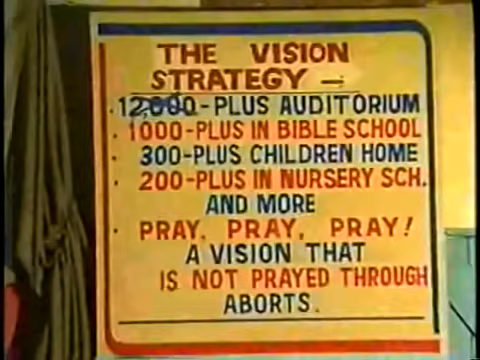 THE VISION
STRATEGY –
· 12,000-PLUS AUDITORIUM
· 1000-PLUS IN BIBLE SCHOOL
· 300-PLUS CHILDREN HOME
· 200-PLUS IN NURSERY SCH.
AND MORE
· PRAY. PRAY, PRAY!
A VISION THAT
IS NOT PRAYED THROUGH
ABORTS.